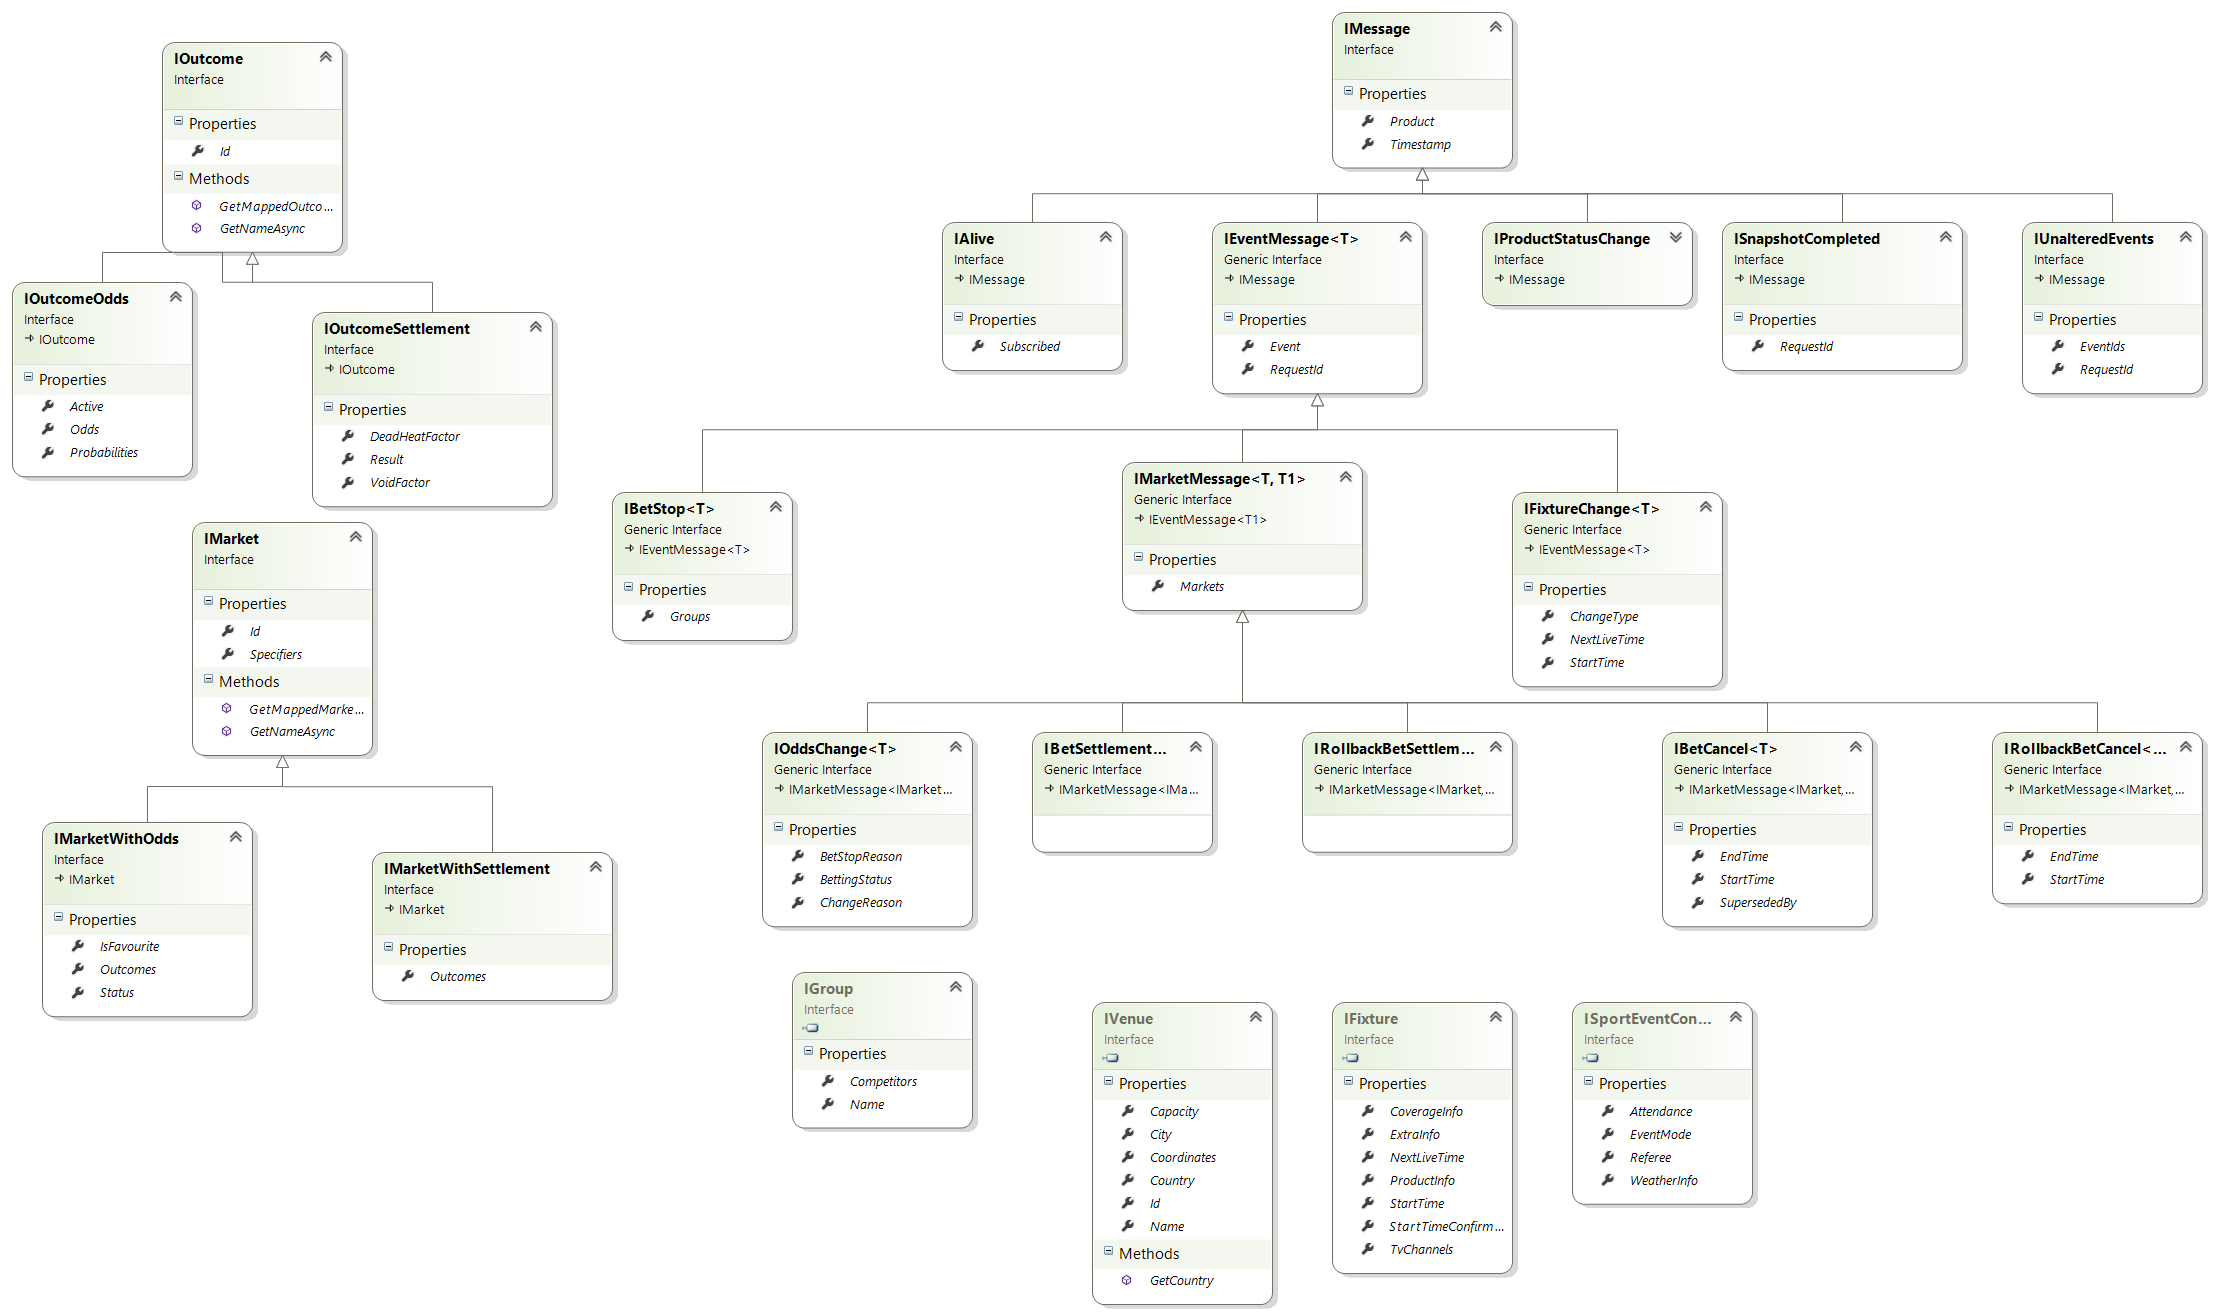 IOutcome
Interface
Properties
Id
Methods
GetMappedOutco...
GetNameAsync
IOutcomeOdds
Interface
IOutcome
Properties
Active
Odds
Probabilities
IOutcomeSettlement
Interface
IOutcome
Properties
DeadHeatFactor
Result
VoidFactor
IMarket
Interface
Properties
Id
Specifiers
Methods
GetMappedMarke...
GetNameAsync
IMarketWithOdds
Interface
IMarket
Properties
IsFavourite
Outcomes
Status
IMarketWithSettlement
Interface
IMarket
Properties
Outcomes
IMessage
Interface
Properties
Product
Timestamp
IAlive
Interface
IMessage
Properties
Subscribed
IEventMessage<T>
Generic Interface
IMessage
Properties
Event
RequestId
IProductStatusChange
Interface
IMessage
ISnapshotCompleted
Interface
IMessage
Properties
RequestId
IUnalteredEvents
Interface
IMessage
Properties
EventIds
RequestId
IBetStop<T>
Generic Interface
IEventMessage<T>
Properties
Groups
IMarketMessage<T, T1>
Generic Interface
IEventMessage<T1>
Properties
Markets
IFixtureChange<T>
Generic Interface
IEventMessage<T>
Properties
ChangeType
NextLiveTime
StartTime
IOddsChange<T>
Generic Interface
IMarketMessage<IMarket...
Properties
BetStopReason
BettingStatus
ChangeReason
IBetSettlement...
Generic Interface
IMarketMessage<IMa...
IRollbackBetSettlem...
Generic Interface
IMarketMessage<IMarket,...
IBetCancel<T>
Generic Interface
IMarketMessage<IMarket,...
Properties
EndTime
StartTime
SupersededBy
IRollbackBetCancel<...
Generic Interface
IMarketMessage<IMarket,...
Properties
EndTime
StartTime
IGroup
Interface
Properties
Competitors
Name
IVenue
Interface
Properties
Capacity
City
Coordinates
Country
Id
Name
Methods
GetCountry
IFixture
Interface
Properties
CoverageInfo
ExtraInfo
NextLiveTime
ProductInfo
StartTime
StartTimeConfirm...
TvChannels
ISportEventCon...
Interface
Properties
Attendance
EventMode
Referee
WeatherInfo